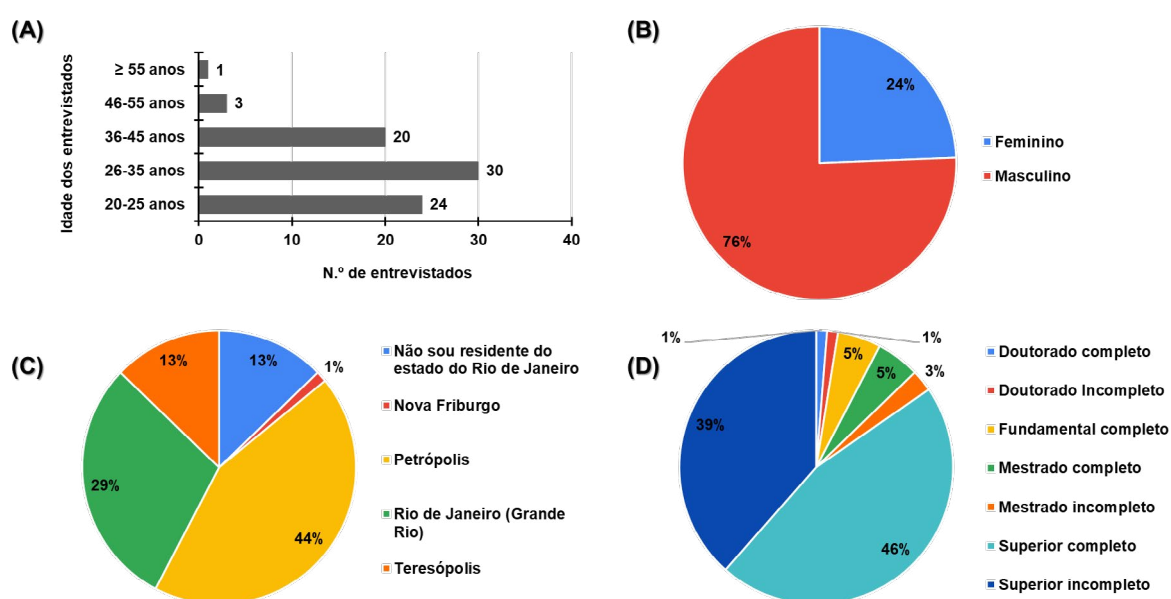 (A)
Idade dos entrevistados
≥ 55 anos
1
46-55 anos
3
36-45 anos
20
26-35 anos
30
20-25 anos
24
0 10 20 30 40
N.º de entrevistados
(B)
24%
76%
Feminino
Masculino
(C)
13%
13%
1%
29%
44%
Não sou residente do
estado do Rio de Janeiro
Nova Friburgo
Petrópolis
Rio de Janeiro (Grande
Rio)
Teresópolis
(D)
1%
1%
5%
5%
3%
39%
46%
Doutorado completo
Doutorado Incompleto
Fundamental completo
Mestrado completo
Mestrado incompleto
Superior completo
Superior incompleto